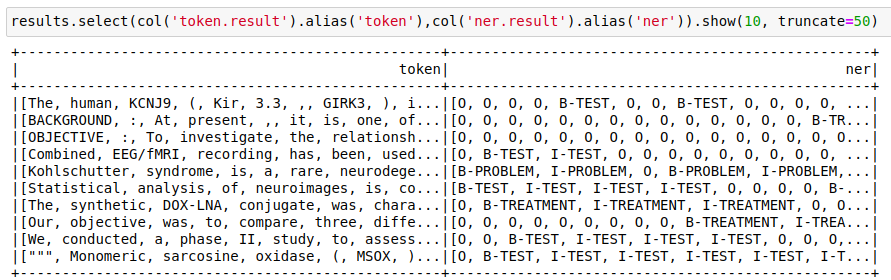 results.select(col('token.result').alias('token'),col('ner.result').alias('ner')).show(10, truncate=50)
+--------------------------------------------------+--------------------------------------------------+
|                                             token|                                               ner|
+--------------------------------------------------+--------------------------------------------------+
|[The, human, KCNJ9, (, Kir, 3.3, ,, GIRK3, ), i...|[O, O, O, O, B-TEST, O, O, B-TEST, O, O, O, O, ...|
|[BACKGROUND, :, At, present, ,, it, is, one, of...|[O, O, O, O, O, O, O, O, O, O, O, O, O, O, B-TR...|
|[OBJECTIVE, :, To, investigate, the, relationsh...|[O, O, O, O, O, O, O, O, O, O, O, O, O, O, O, O...|
|[Combined, EEG/fMRI, recording, has, been, used...|[O, B-TEST, I-TEST, O, O, O, O, O, O, O, O, O, ...|
|[Kohlschutter, syndrome, is, a, rare, neurodege...|[B-PROBLEM, I-PROBLEM, O, B-PROBLEM, I-PROBLEM,...|
|[Statistical, analysis, of, neuroimages, is, co...|[B-TEST, I-TEST, I-TEST, I-TEST, O, O, O, O, B-...|
|[The, synthetic, DOX-LNA, conjugate, was, chara...|[O, B-TREATMENT, I-TREATMENT, I-TREATMENT, O, O...|
|[Our, objective, was, to, compare, three, diffe...|[O, O, O, O, O, O, O, O, B-TREATMENT, I-TREA...|
|[We, conducted, a, phase, II, study, to, assess...|[O, O, B-TEST, I-TEST, I-TEST, I-TEST, O, O, O,...|
|[""", Monomeric, sarcosine, oxidase, (, MSOX, )...|[O, B-TEST, I-TEST, I-TEST, I-TEST, I-TEST, I-T...|
+--------------------------------------------------+--------------------------------------------------+